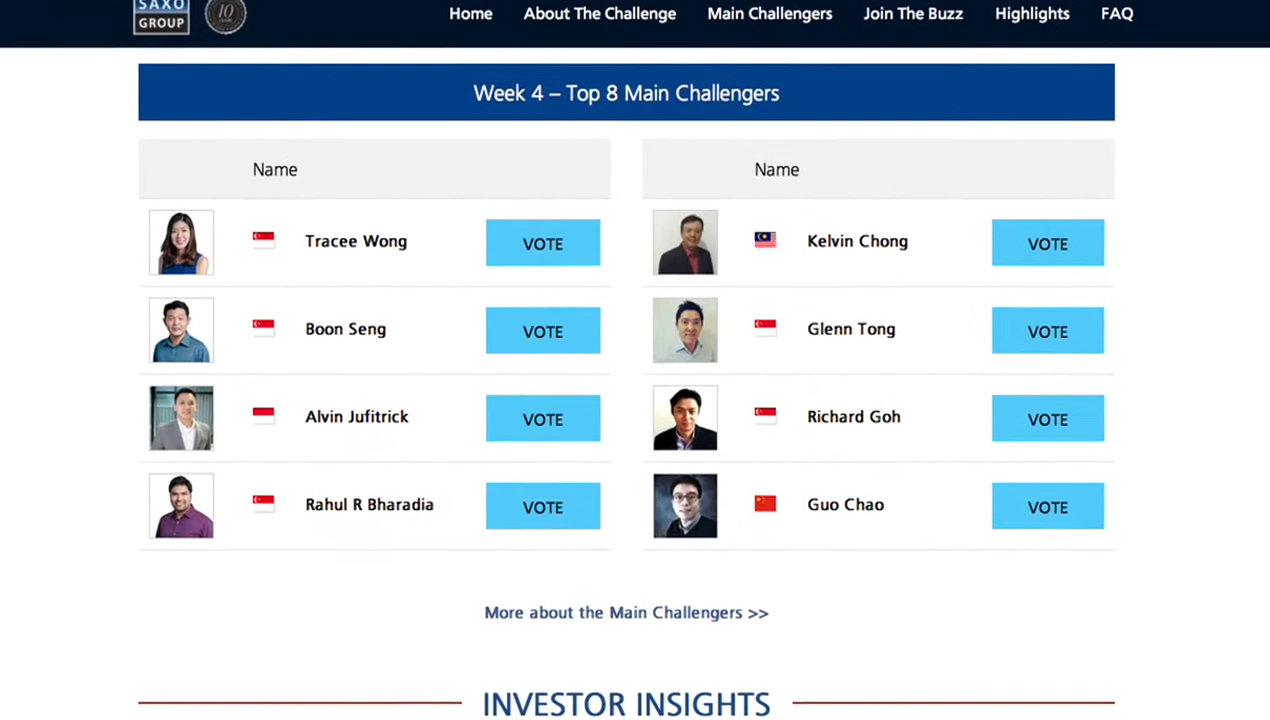 SAXO
GROUP
10
Home
About The Challenge
Main Challengers
Join The Buzz
Highlights
FAQ
Week 4 – Top 8 Main Challengers
Name
Name
Tracee Wong
VOTE
Kelvin Chong
VOTE
Boon Seng
VOTE
Glenn Tong
VOTE
Alvin Jufitrick
VOTE
Richard Goh
VOTE
Rahul R Bharadia
VOTE
Guo Chao
VOTE
More about the Main Challengers >>
INVESTOR INSIGHTS